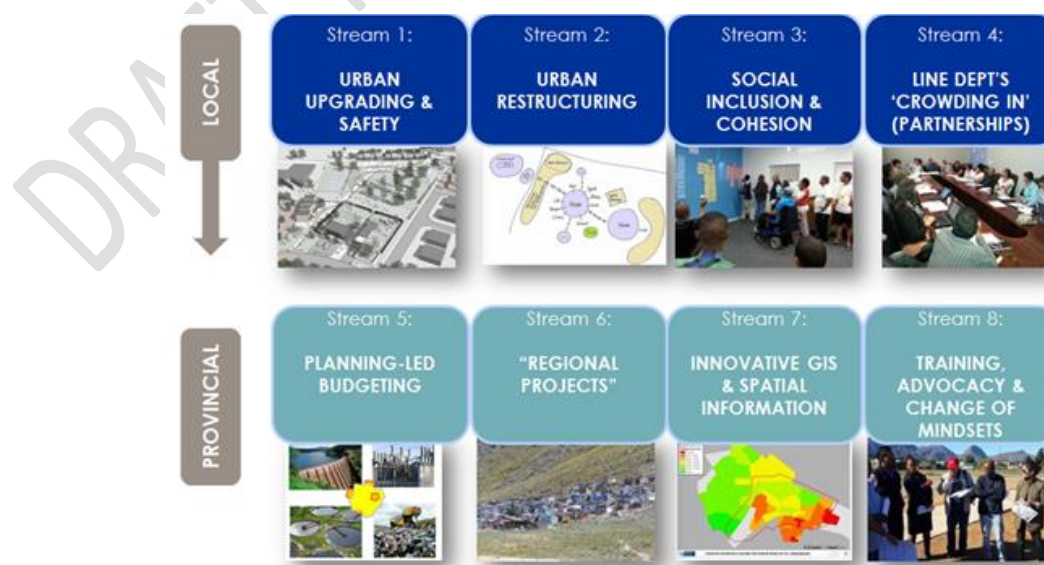 DRAFT
LOCAL
Stream 1:
URBAN
UPGRADING &
SAFETY
Stream 2:
URBAN
RESTRUCTURING
Stream 3:
SOCIAL
INCLUSION &
COHESION
Stream 4:
LINE DEPT'S
'CROWDING IN'
(PARTNERSHIPS)
PROVINCIAL
Stream 5:
PLANNING-LED
BUDGETING
Stream 6:
"REGIONAL
PROJECTS"
Stream 7:
INNOVATIVE GIS
& SPATIAL
INFORMATION
Stream 8:
TRAINING,
ADVOCACY &
CHANGE OF
MINDSETS